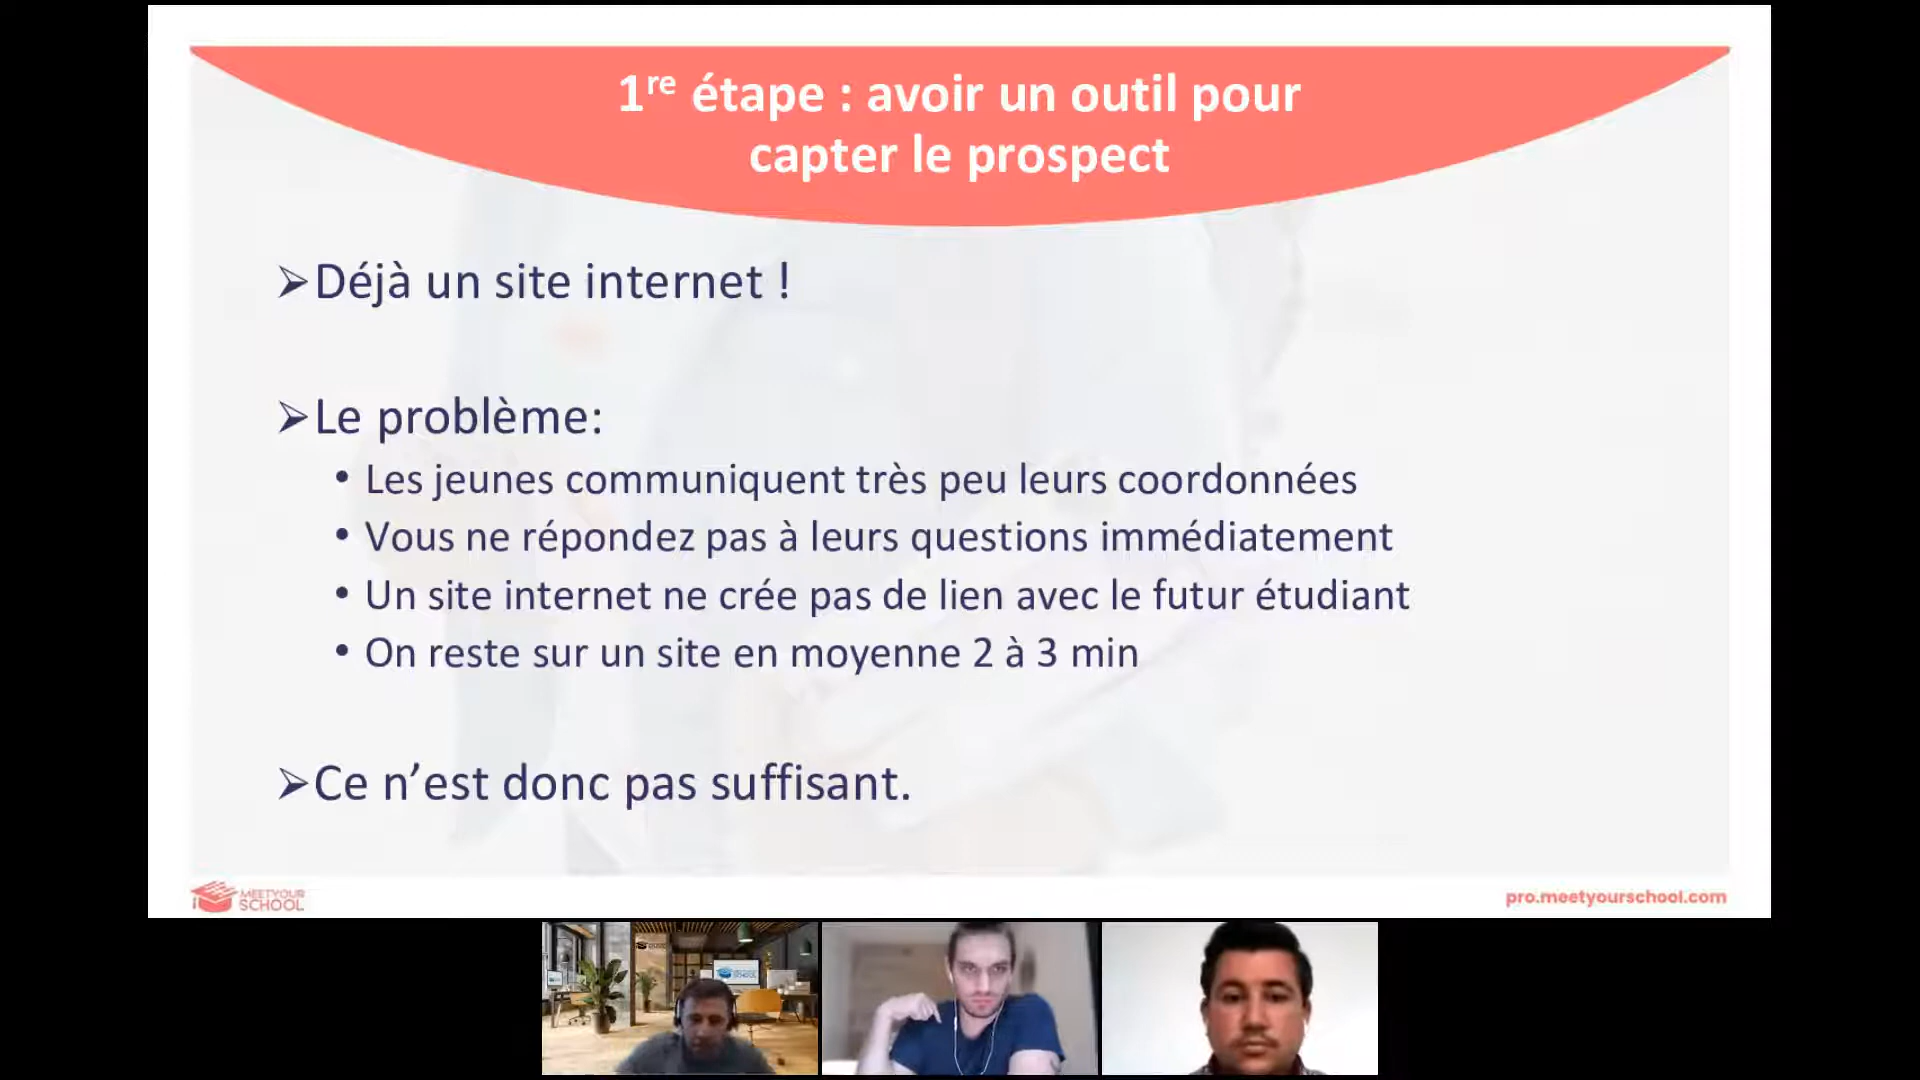 1re étape : avoir un outil pour
capter le prospect
➢Déjà un site internet !
➢Le problème:
• Les jeunes communiquent très peu leurs coordonnées
• Vous ne répondez pas à leurs questions immédiatement
• Un site internet ne crée pas de lien avec le futur étudiant
• On reste sur un site en moyenne 2 à 3 min
➢Ce n’est donc pas suffisant.
MEETYOUR
SCHOOL
pro.meetyourschool.com